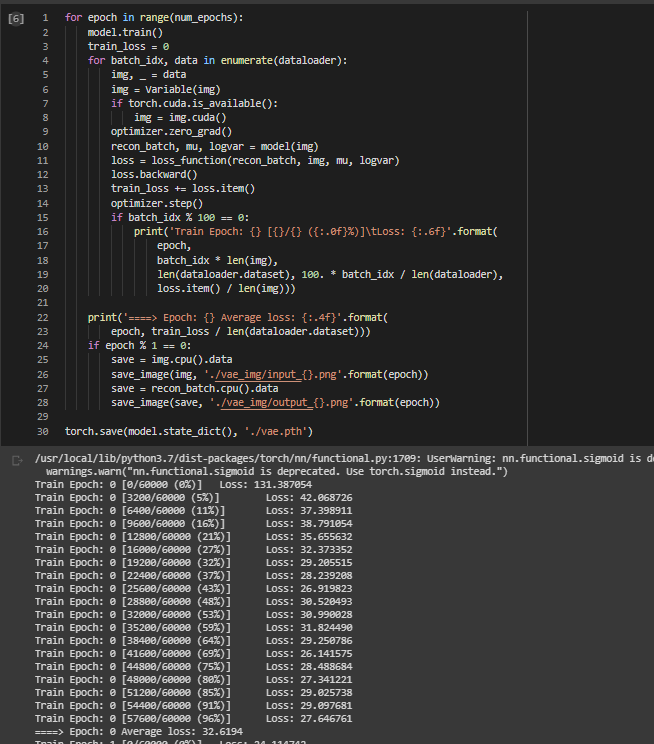 [6]
1 for epoch in range(num_epochs):
2 model.train()
3 train_loss = 0
4 for batch_idx, data in enumerate(dataloader):
5 img, _ = data
6 img = Variable(img)
7 if torch.cuda.is_available():
8 img = img.cuda()
9 optimizer.zero_grad()
10 recon_batch, mu, logvar = model(img)
11 loss = loss_function(recon_batch, img, mu, logvar)
12 loss.backward()
13 train_loss += loss.item()
14 optimizer.step()
15 if batch_idx % 100 == 0:
16 print('Train Epoch: {} [{}/{} ({:.0f}%)]\tLoss: {:.6f}'.format(
17 epoch,
18 batch_idx * len(img),
19 len(dataloader.dataset), 100. * batch_idx / len(dataloader),
20 loss.item() / len(img)))
21
22 print('====> Epoch: {} Average loss: {:.4f}'.format(
23 epoch, train_loss / len(dataloader.dataset)))
24 if epoch % 1 == 0:
25 save = img.cpu().data
26 save_image(img, './vae_img/input_{}.png'.format(epoch))
27 save = recon_batch.cpu().data
28 save_image(save, './vae_img/output_{}.png'.format(epoch))
29
30 torch.save(model.state_dict(), './vae.pth')
/usr/local/lib/python3.7/dist-packages/torch/nn/functional.py:1709: UserWarning: nn.functional.sigmoid is de
warnings.warn("nn.functional.sigmoid is deprecated. Use torch.sigmoid instead.")
Train Epoch: 0 [0/60000 (0%)] Loss: 131.387054
Train Epoch: 0 [3200/60000 (5%)] Loss: 42.068726
Train Epoch: 0 [6400/60000 (11%)] Loss: 37.398911
Train Epoch: 0 [9600/60000 (16%)] Loss: 38.791054
Train Epoch: 0 [12800/60000 (21%)] Loss: 35.655632
Train Epoch: 0 [16000/60000 (27%)] Loss: 32.373352
Train Epoch: 0 [19200/60000 (32%)] Loss: 29.205515
Train Epoch: 0 [22400/60000 (37%)] Loss: 28.239208
Train Epoch: 0 [25600/60000 (43%)] Loss: 26.919823
Train Epoch: 0 [28800/60000 (48%)] Loss: 30.520493
Train Epoch: 0 [32000/60000 (53%)] Loss: 30.990028
Train Epoch: 0 [35200/60000 (59%)] Loss: 31.824490
Train Epoch: 0 [38400/60000 (64%)] Loss: 29.250786
Train Epoch: 0 [41600/60000 (69%)] Loss: 26.141575
Train Epoch: 0 [44800/60000 (75%)] Loss: 28.488684
Train Epoch: 0 [48000/60000 (80%)] Loss: 27.341221
Train Epoch: 0 [51200/60000 (85%)] Loss: 29.025738
Train Epoch: 0 [54400/60000 (91%)] Loss: 29.097681
Train Epoch: 0 [57600/60000 (96%)] Loss: 27.646761
====> Epoch: 0 Average loss: 32.6194
Train Epoch: 1 [0/60000 (0%)] Loss: 24.114742